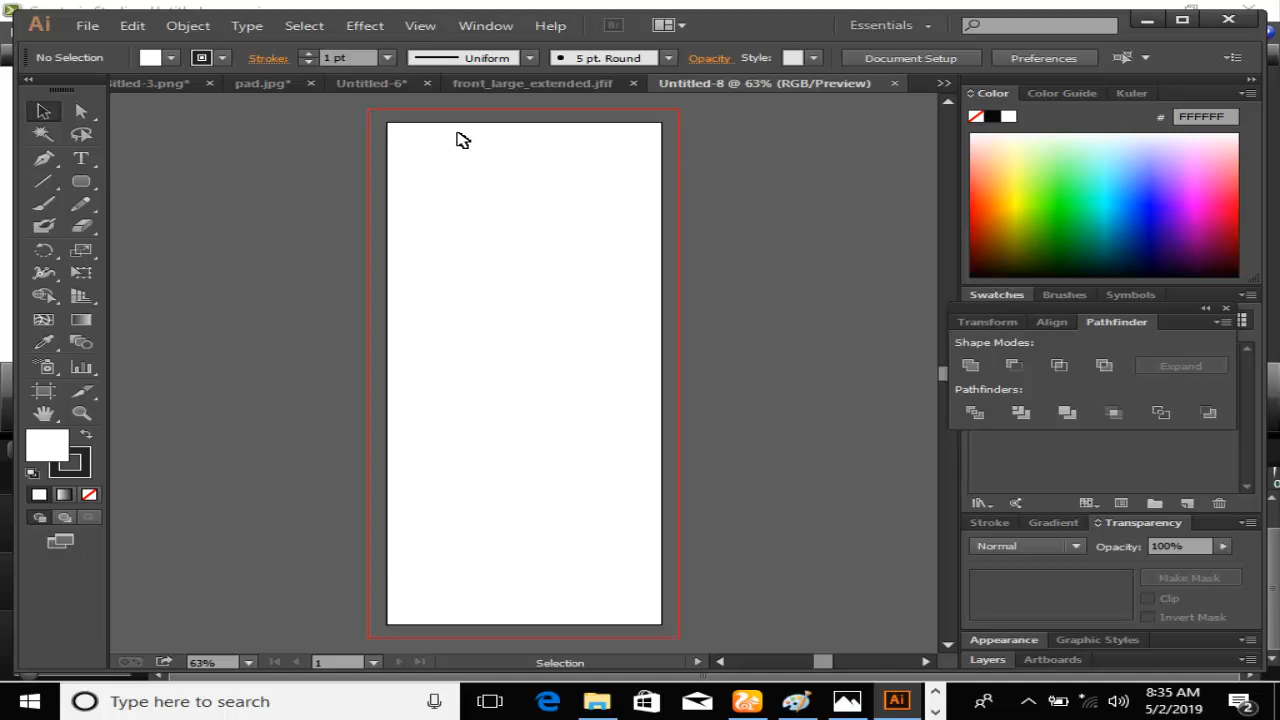 Ai File Edit Object Type Select Effect View Window Help Br Essentials
No Selection Stroke: 1 pt Uniform 5 pt. Round Opacity Style: Document Setup Preferences
titled-3.png* × pad.jpg* × Untitled-6* × front_large_extended.jfif × Untitled-8 @ 63% (RGB/Preview) × >>
Color Color Guide Kuler
# FFFFFF
Swatches Brushes Symbols
Transform Align Pathfinder
Shape Modes:
Expand
Pathfinders:
Stroke Gradient Transparency
Normal Opacity: 100%
Make Mask
Clip
Invert Mask
Appearance Graphic Styles
Layers Artboards
63% 1 Selection
Type here to search
Ai
8:35 AM
5/2/2019
2